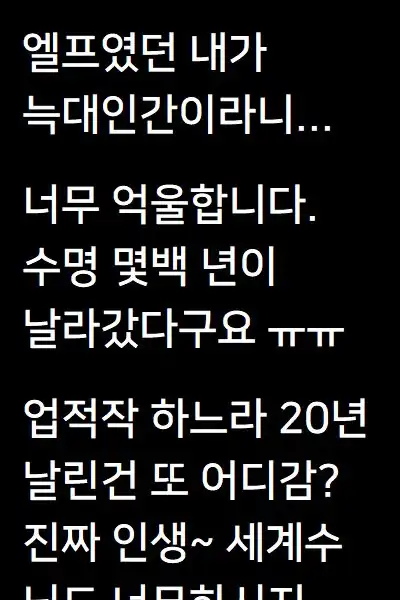 엘프였던 내가
늑대인간이라니...
너무 억울합니다.
수명 몇백 년이
날라갔다구요 ㅠㅠ
업적작 하느라 20년
날린건 또 어디감?
진짜 인생~ 세계수